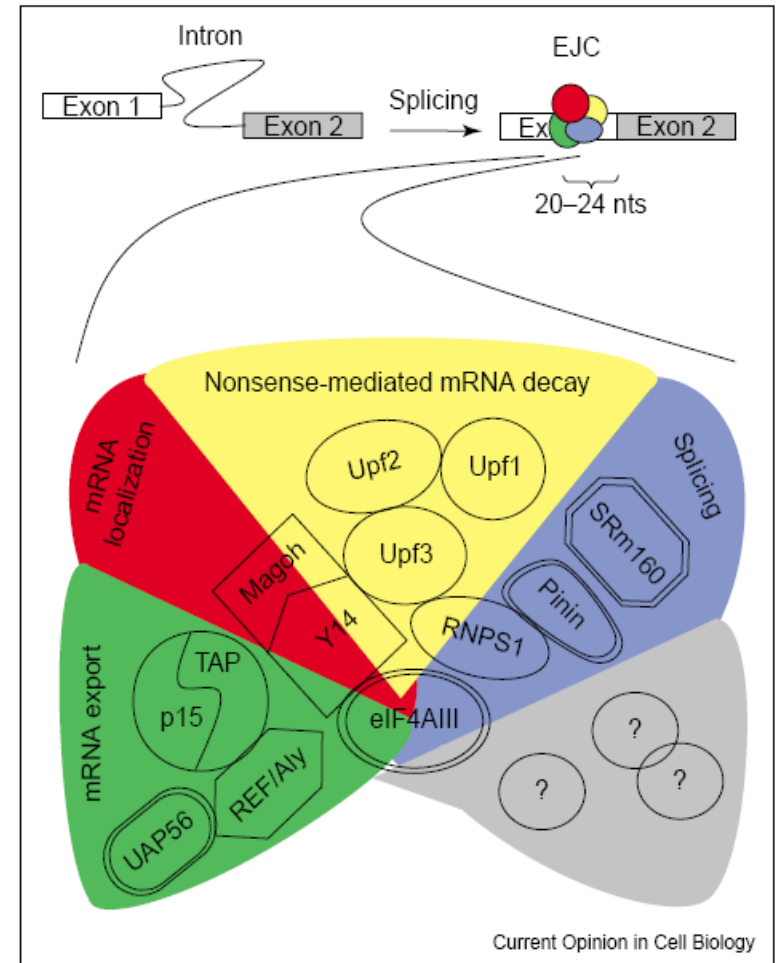 Intron
EJC
Exon 1
Splicing
Exon 2
Ex
Exon 2
20–24 nts
Nonsense-mediated mRNA decay
mRNA
localization
Splicing
Upf2
Upf1
SRm160
Upf3
Magoh
Pinin
Y14
RNPS1
TAP
p15
eIF4AIII
mRNA export
REF/Aly
?
?
?
UAP56
Current Opinion in Cell Biology